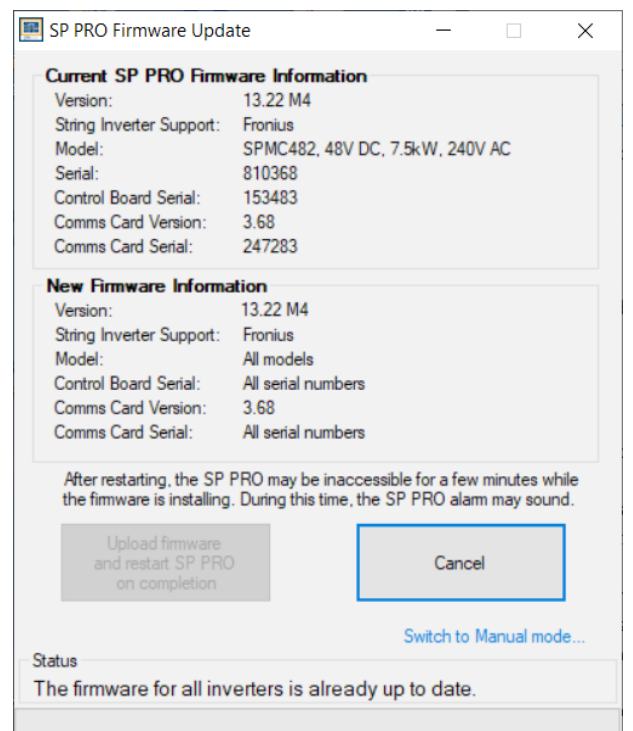 SP PRO Firmware Update
Current SP PRO Firmware Information
Version: 13.22 M4
String Inverter Support: Fronius
Model: SPMC482, 48V DC, 7.5kW, 240V AC
Serial: 810368
Control Board Serial: 153483
Comms Card Version: 3.68
Comms Card Serial: 247283
New Firmware Information
Version: 13.22 M4
String Inverter Support: Fronius
Model: All models
Control Board Serial: All serial numbers
Comms Card Version: 3.68
Comms Card Serial: All serial numbers
After restarting, the SP PRO may be inaccessible for a few minutes while
the firmware is installing. During this time, the SP PRO alarm may sound.
Upload firmware
and restart SP PRO
on completion
Cancel
Switch to Manual mode...
Status
The firmware for all inverters is already up to date.